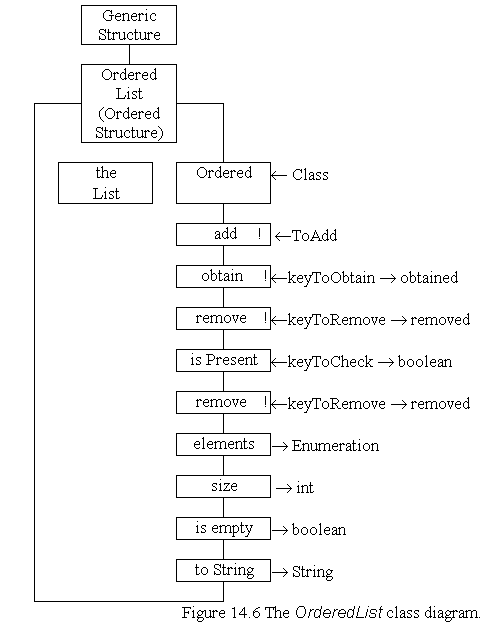 Generic
Structure
Ordered
List
(Ordered
Structure)
the
List
Ordered ← Class
add ! ←ToAdd
obtain ! ←keyToObtain → obtained
remove ! ←keyToRemove → removed
is Present ←keyToCheck → boolean
remove ! ←keyToRemove → removed
elements → Enumeration
size → int
is empty → boolean
to String → String
Figure 14.6 The OrderedList class diagram.